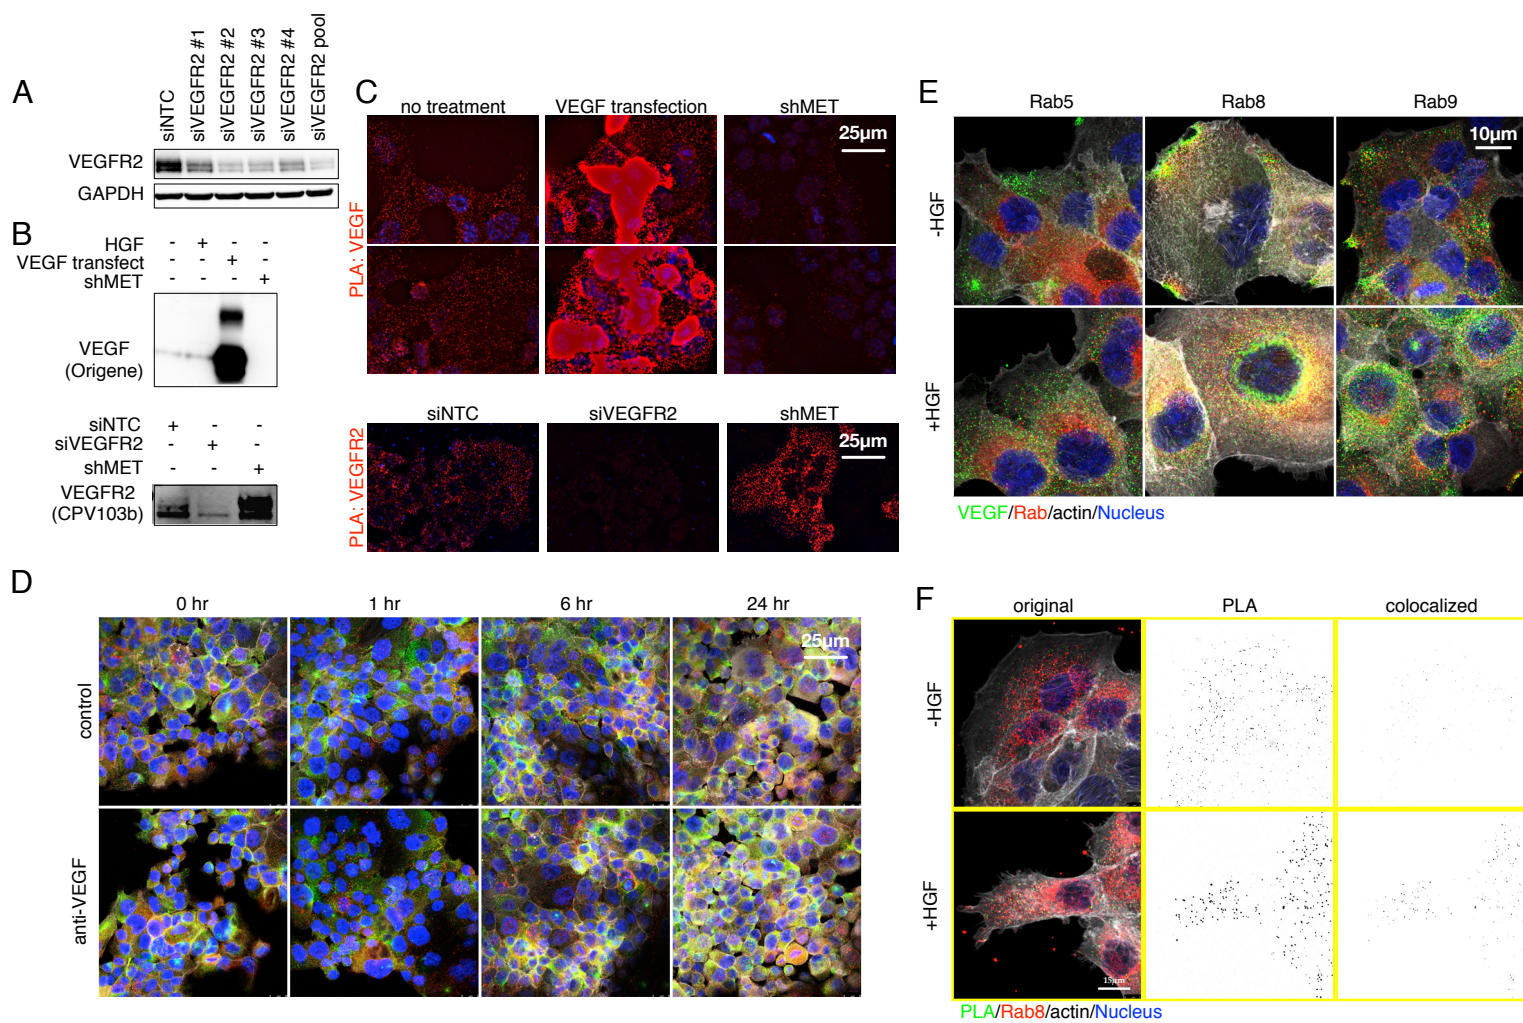 A
siNTC
siVEGFR2 #1
siVEGFR2 #2
siVEGFR2 #3
siVEGFR2 #4
siVEGFR2 pool
VEGFR2
GAPDH
B
HGF - + - -
VEGF transfect - - + -
shMET - - - +
VEGF
(Origene)
siNTC + - -
siVEGFR2 - + -
shMET - - +
VEGFR2
(CPV103b)
C
no treatment VEGF transfection shMET
25μm
PLA: VEGF
siNTC siVEGFR2 shMET
25μm
PLA: VEGFR2
D
0 hr 1 hr 6 hr 24 hr
25μm
control
anti-VEGF
E
Rab5 Rab8 Rab9
10μm
-HGF
+HGF
VEGF/Rab/actin/Nucleus
F
original PLA colocalized
-HGF
+HGF
15μm
PLA/Rab8/actin/Nucleus